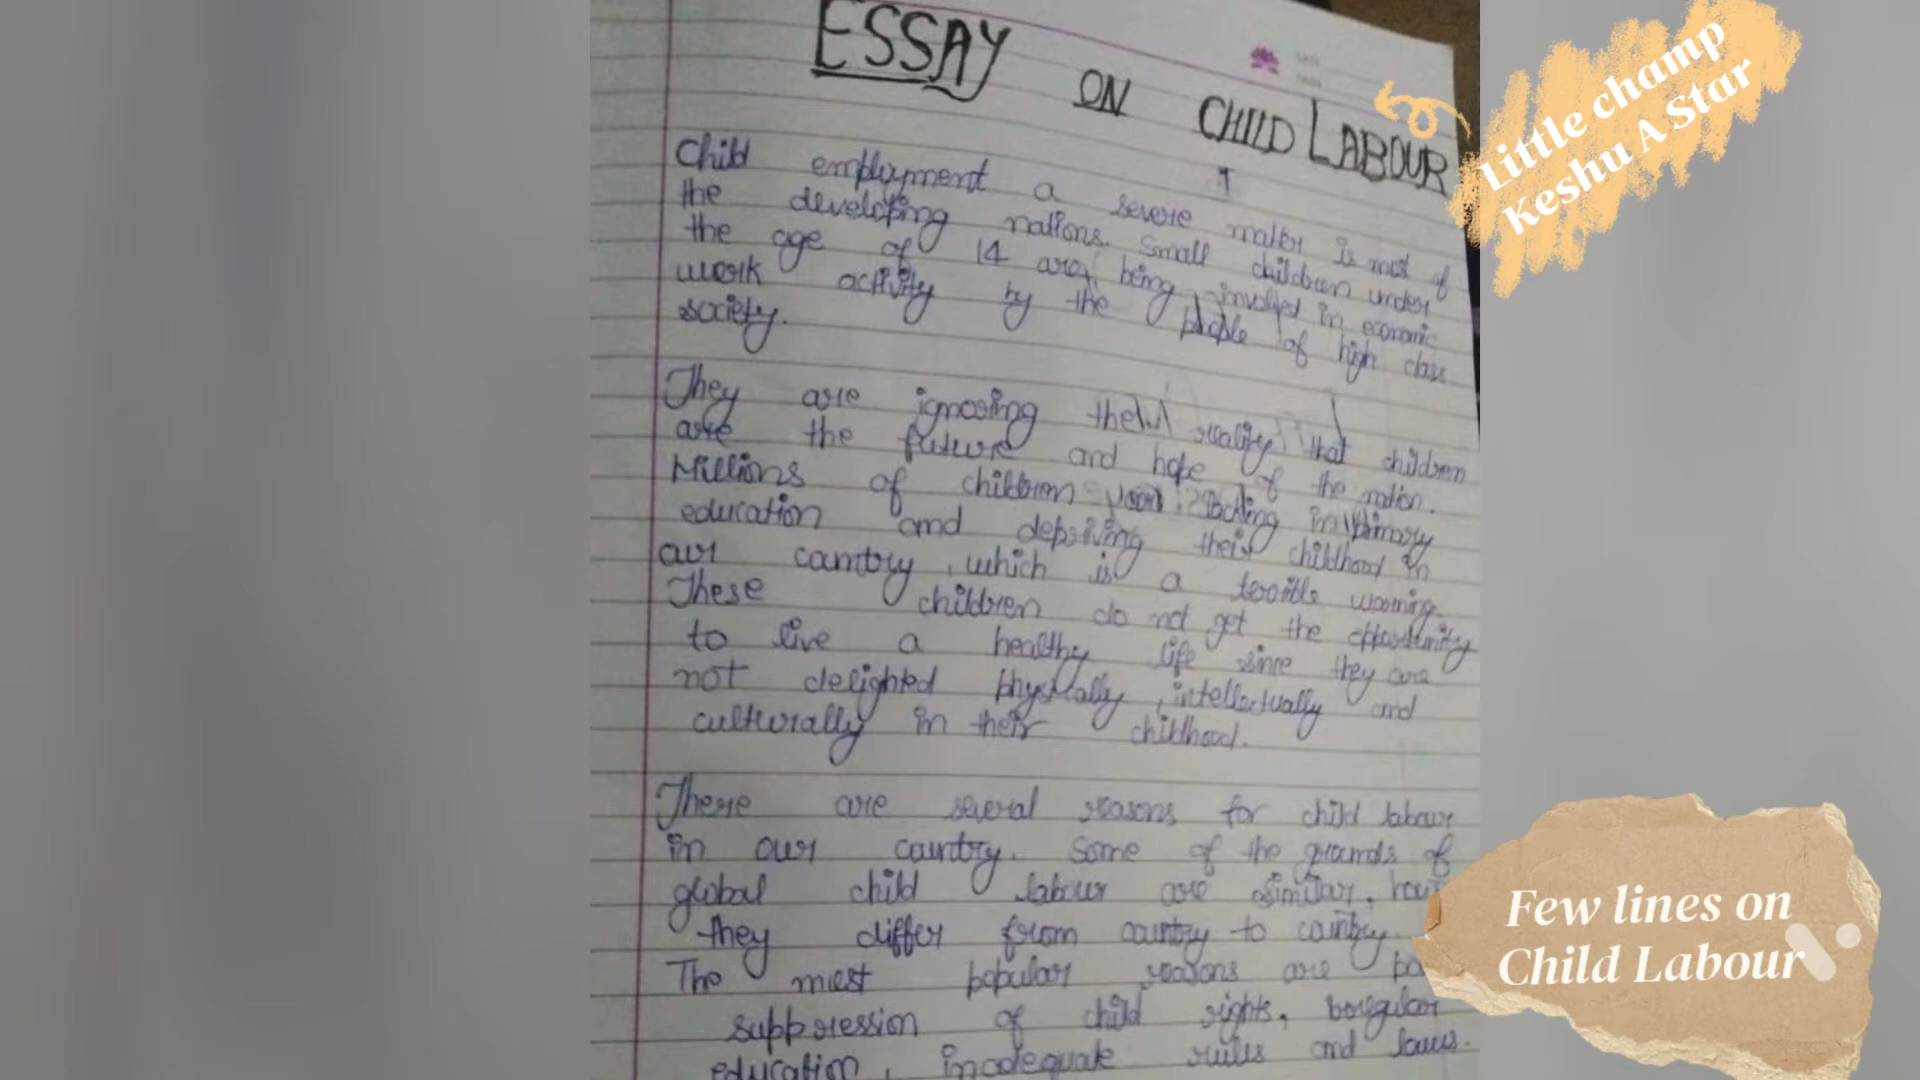 ESSAY ON CHILD LABOUR
Child employment a severe matter is most of
the developing nations. Small children under
the age of 14 are being involved in economic
work activity by the people of high class
society.
They are ignoring the reality that children
are the future and hope of the nation.
Millions of children lacking in primary
education and depriving their childhood in
our country, which is a terrible warning.
These children do not get the opportunity
to live a healthy life since they are
not delighted physically, intellectually and
culturally in their childhood.
There are several reasons for child labour
in our country. Some of the grounds of
global child labour are similar,
they differ from country to country.
The most popular reasons are
suppression of child rights,
education, inadequate rules and laws.
Little champ
Keshu A Star
Few lines on
Child Labour